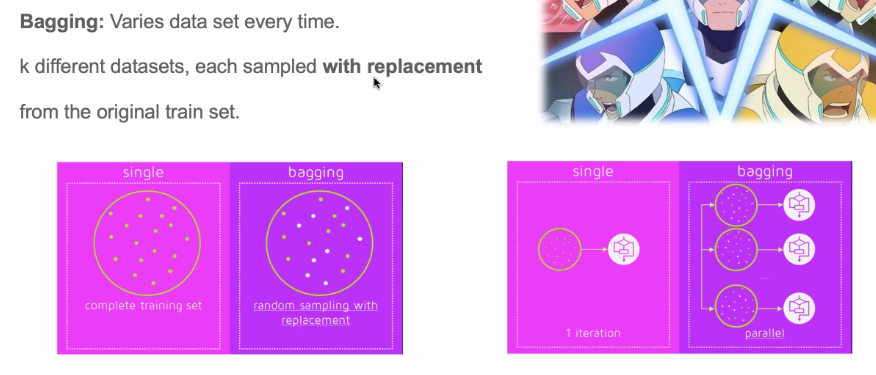 Bagging: Varies data set every time.
k different datasets, each sampled with replacement
from the original train set.
single
bagging
complete training set
random sampling with
replacement
single
bagging
...
1 iteration
parallel